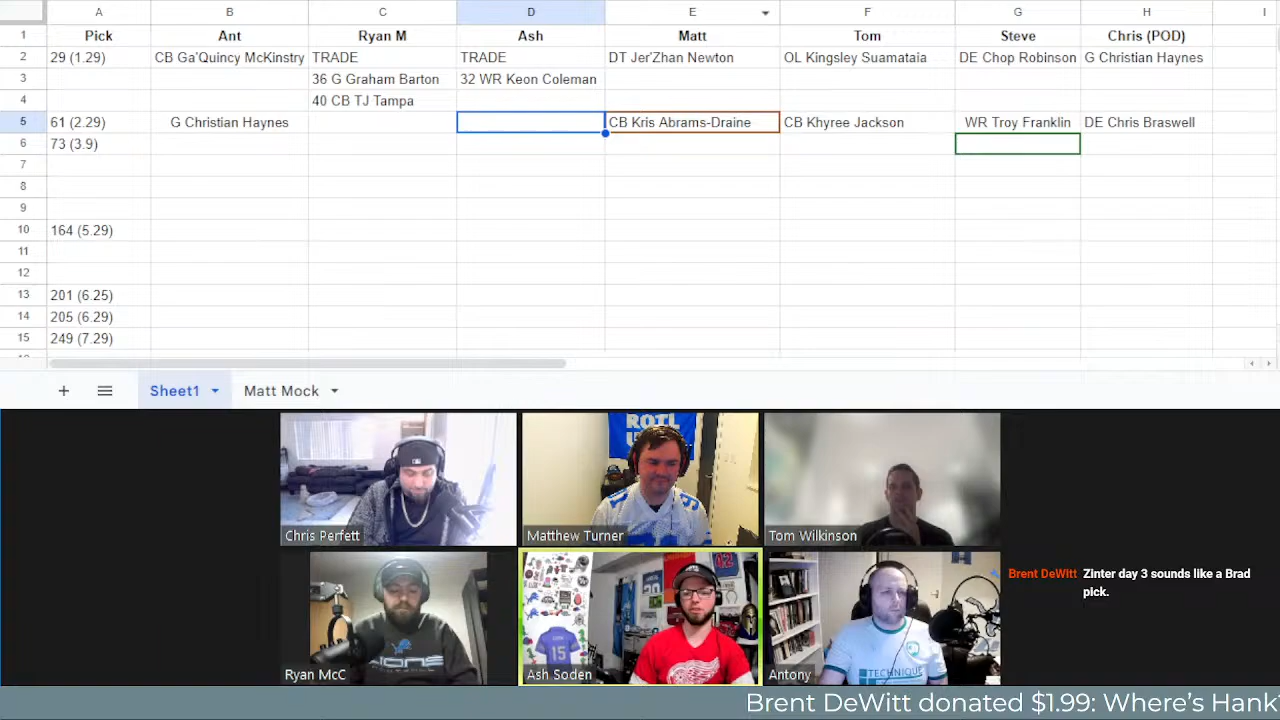 A B C D E F G H I
1 Pick Ant Ryan M Ash Matt Tom Steve Chris (POD)
2 29 (1.29) CB Ga'Quincy McKinstry TRADE TRADE DT Jer'Zhan Newton OL Kingsley Suamataia DE Chop Robinson G Christian Haynes
3 36 G Graham Barton 32 WR Keon Coleman
4 40 CB TJ Tampa
5 61 (2.29) G Christian Haynes CB Kris Abrams-Draine CB Khyree Jackson WR Troy Franklin DE Chris Braswell
6 73 (3.9)
7
8
9
10 164 (5.29)
11
12
13 201 (6.25)
14 205 (6.29)
15 249 (7.29)
Sheet1 Matt Mock
ROTL
Chris Perfett Matthew Turner Tom Wilkinson
Brent DeWitt Zinter day 3 sounds like a Brad
pick.
15
TECHNIQUE
Ryan McC Ash Soden Antony
Brent DeWitt donated $1.99: Where's Hank